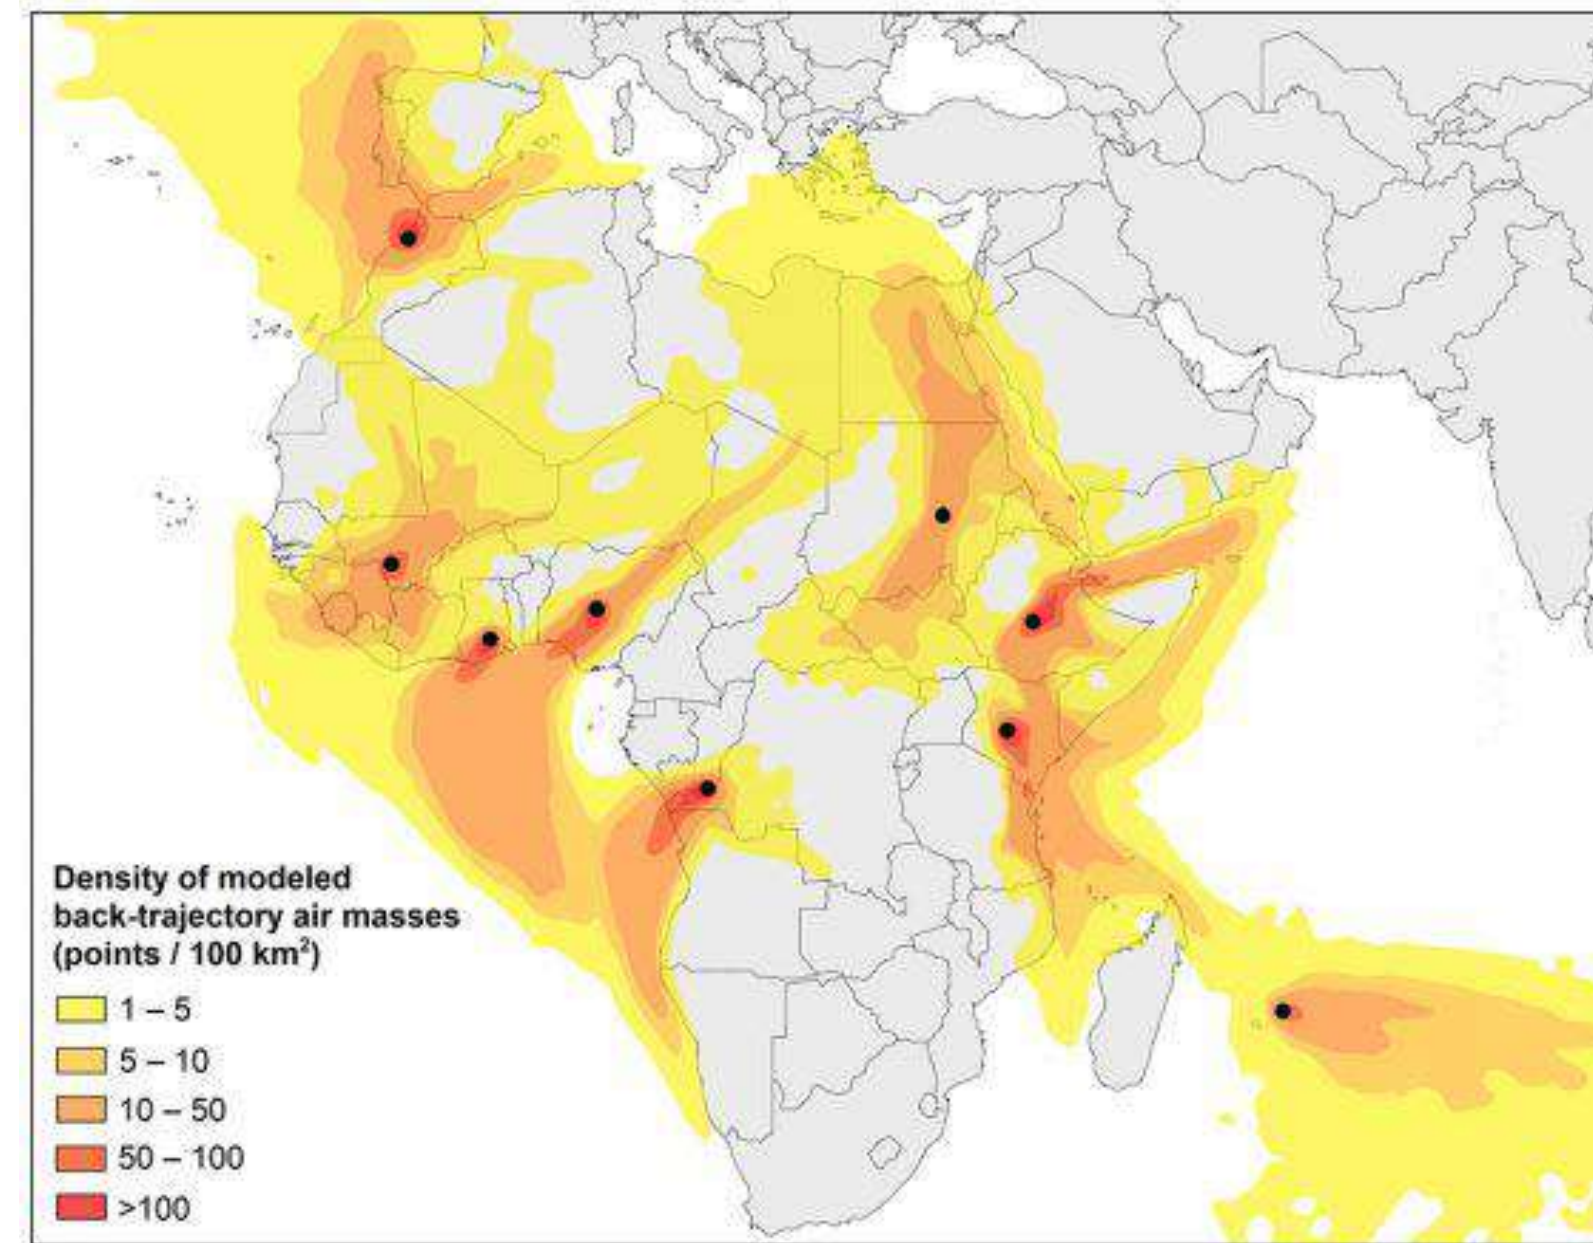 Density of modeled
back-trajectory air masses
(points / 100 km²)
1 – 5
5 – 10
10 – 50
50 – 100
>100